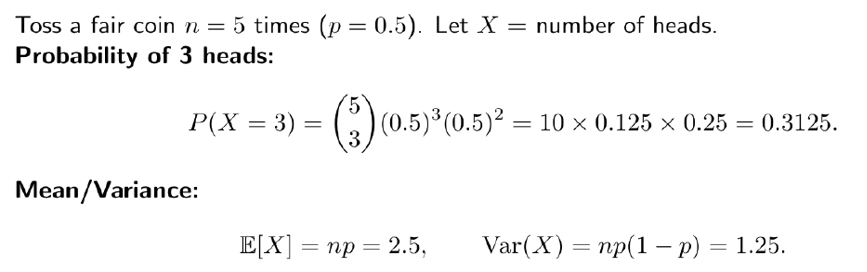 Toss a fair coin n = 5 times (p = 0.5). Let X = number of heads.
Probability of 3 heads:
P(X = 3) = \binom{5}{3} (0.5)^3 (0.5)^2 = 10 × 0.125 × 0.25 = 0.3125.
Mean/Variance:
𝔼[X] = np = 2.5, Var(X) = np(1 − p) = 1.25.